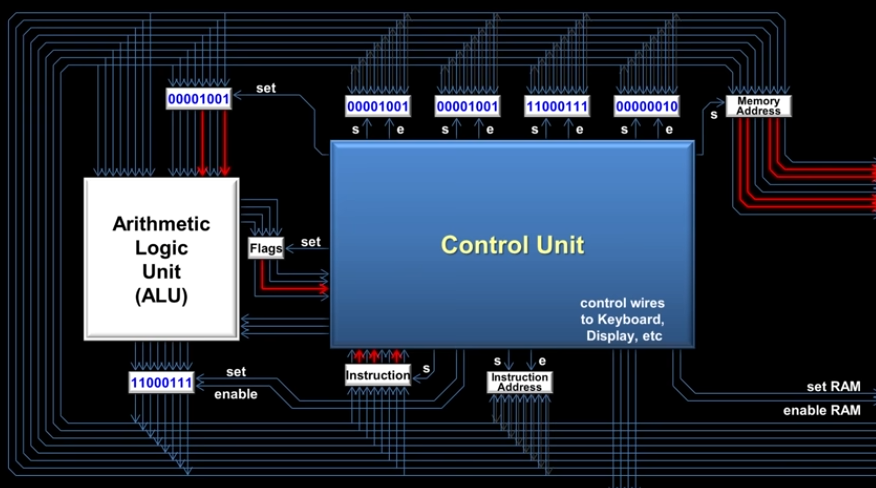 00001001
set
00001001
00001001
11000111
00000010
Memory
Address
s
e
s
e
s
e
s
e
s
Arithmetic
Logic
Unit
(ALU)
Flags
set
Control Unit
control wires
to Keyboard,
Display, etc
11000111
set
enable
Instruction
s
s
e
Instruction
Address
set RAM
enable RAM